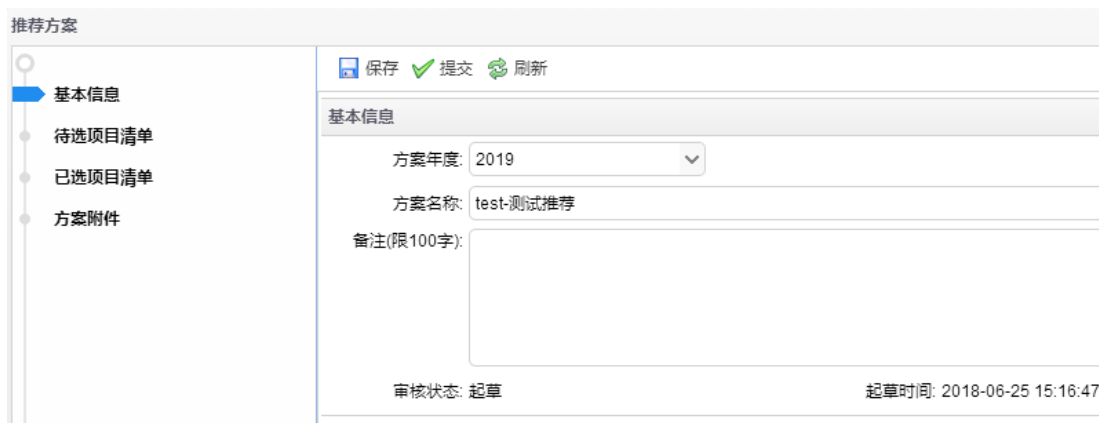 推荐方案
基本信息
待选项目清单
已选项目清单
方案附件
保存 提交 刷新
基本信息
方案年度: 2019
方案名称: test-测试推荐
备注(限100字):
审核状态: 起草 起草时间: 2018-06-25 15:16:47